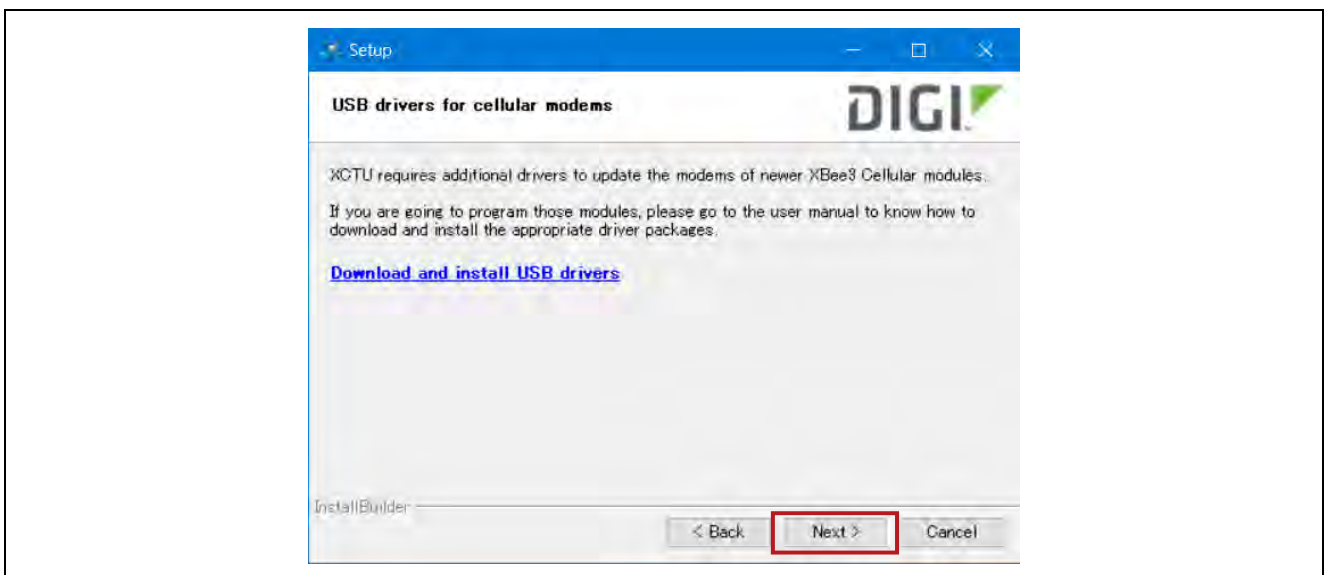 Setup
USB drivers for cellular modems
DIGI
XCTU requires additional drivers to update the modems of newer XBee3 Cellular modules.
If you are going to program those modules, please go to the user manual to know how to
download and install the appropriate driver packages.
Download and install USB drivers
InstallBuilder
< Back
Next >
Cancel